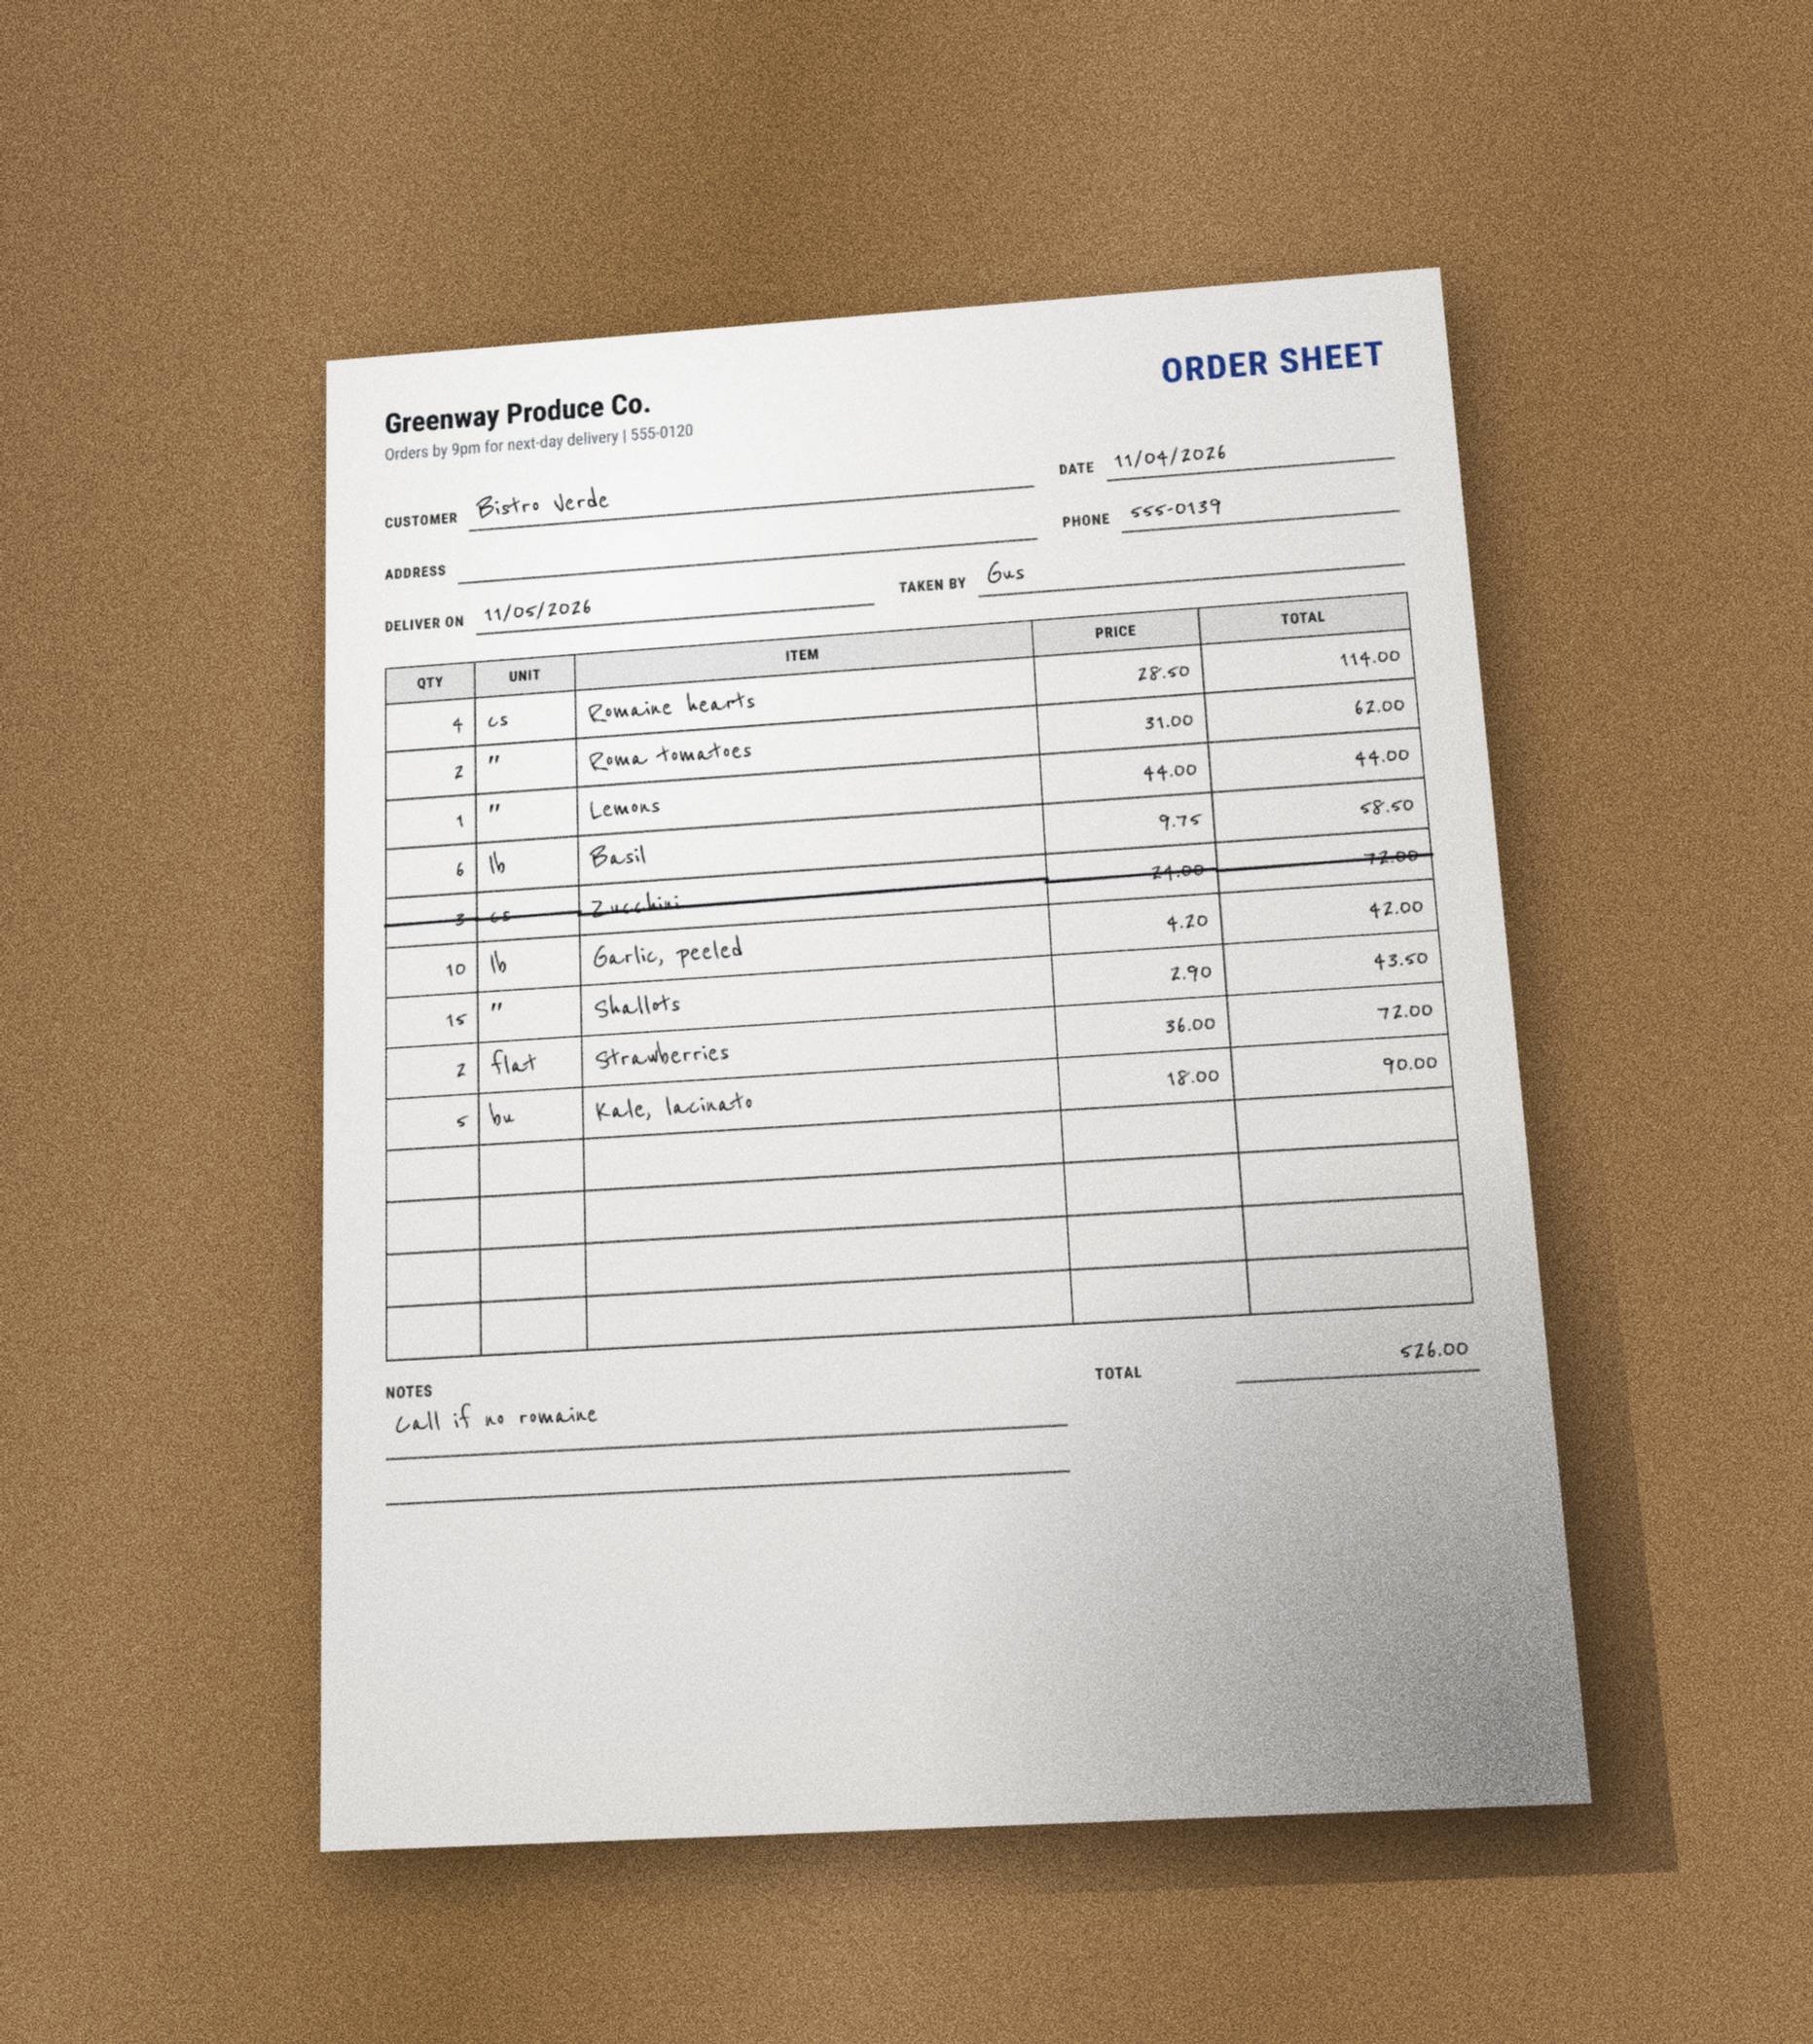 ORDER SHEET
Greenway Produce Co.
Orders by 9pm for next-day delivery | 555-0120
CUSTOMER Bistro Verde DATE 11/04/2026
ADDRESS PHONE 555-0139
DELIVER ON 11/05/2026 TAKEN BY Gus
QTY UNIT ITEM PRICE TOTAL
4 cs Romaine hearts 28.50 114.00
2 " Roma tomatoes 31.00 62.00
1 " Lemons 44.00 44.00
6 lb Basil 9.75 58.50
3 cs Zucchini 24.00 72.00
10 lb Garlic, peeled 4.20 42.00
15 " Shallots 2.90 43.50
2 flat Strawberries 36.00 72.00
5 bu Kale, lacinato 18.00 90.00
TOTAL 526.00
NOTES
Call if no romaine